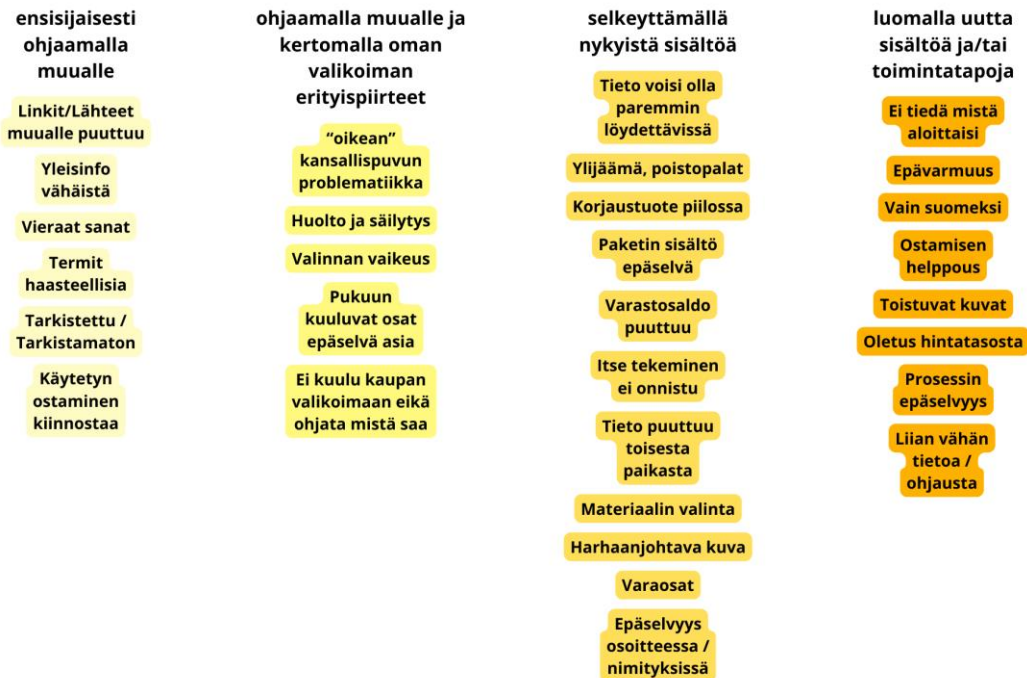 ensisijaisesti
ohjaamalla
muualle
Linkit/Lähteet
muualle puuttuu
Yleisinfo
vähäistä
Vieraat sanat
Termit
haasteellisia
Tarkistettu /
Tarkistamaton
Käytetyn
ostaminen
kiinnostaa
ohjaamalla muualle ja
kertomalla oman
valikoiman
erityispiirteet
”oikean”
kansallispuvun
problematiikka
Huolto ja säilytys
Valinnan vaikeus
Pukuun
kuuluvat osat
epäselvä asia
Ei kuulu kaupan
valikoimaan eikä
ohjata mistä saa
selkeyttämällä
nykyistä sisältöä
Tieto voisi olla
paremmin
löydettävissä
Ylijäämä, poistopalat
Korjaustuote piilossa
Paketin sisältö
epäselvä
Varastosaldo
puuttuu
Itse tekeminen
ei onnistu
Tieto puuttuu
toisesta
paikasta
Materiaalin valinta
Harhaanjohtava kuva
Varaosat
Epäselvyys
osoitteessa /
nimityksissä
luomalla uutta
sisältöä ja/tai
toimintatapoja
Ei tiedä mistä
aloittaisi
Epävarmuus
Vain suomeksi
Ostamisen
helppous
Toistuvat kuvat
Oletus hintatasosta
Prosessin
epäselvyys
Liian vähän
tietoa /
ohjausta